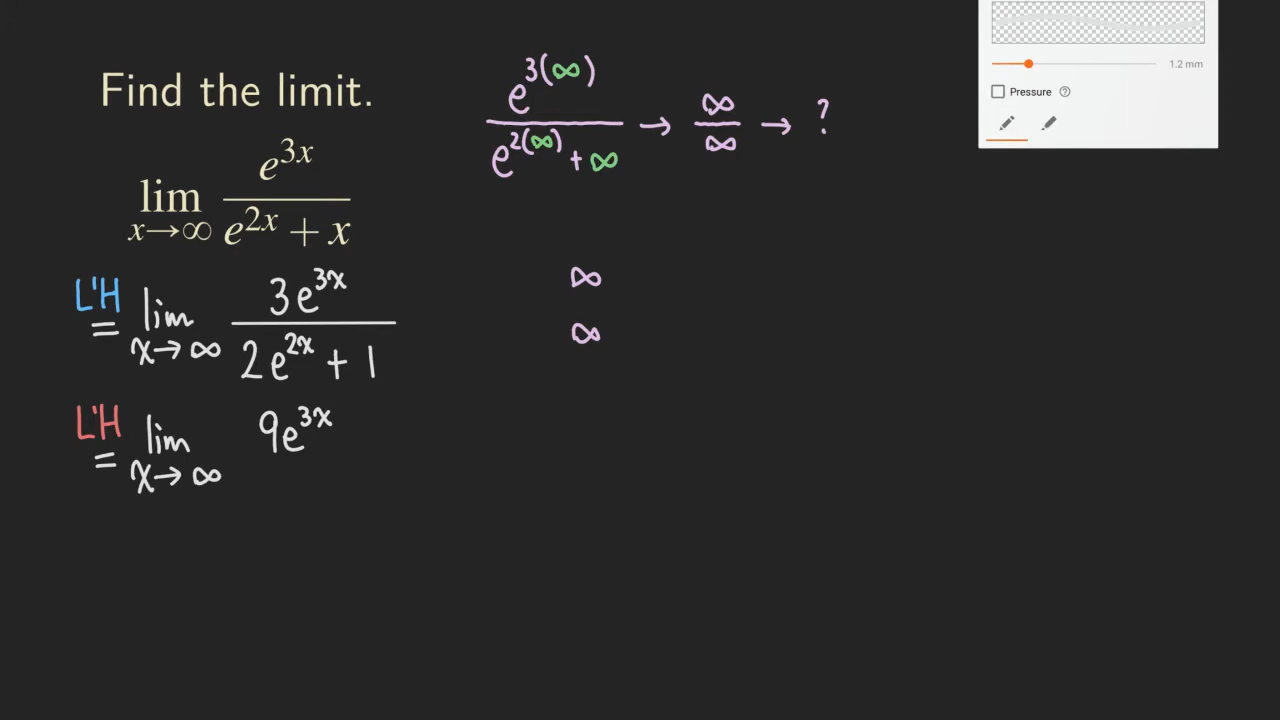 Find the limit.
lim x→∞ e^{3x} / (e^{2x} + x)
e^{3(∞)} / (e^{2(∞)} + ∞) → ∞/∞ → ?
L'H = lim x→∞ 3e^{3x} / (2e^{2x} + 1)
∞
∞
L'H = lim x→∞ 9e^{3x}
1.2 mm
Pressure ?